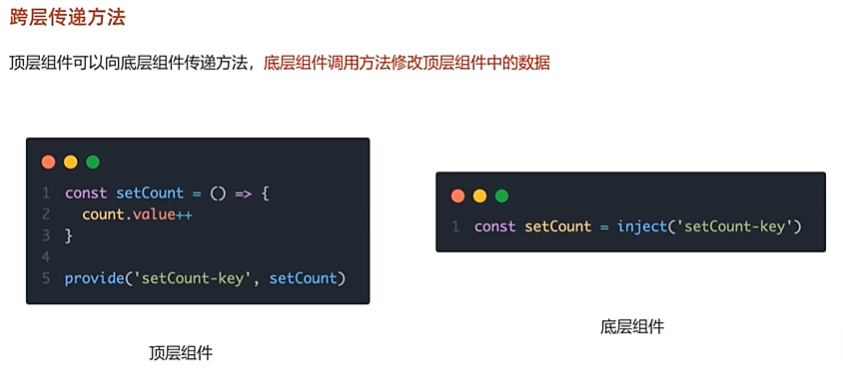 跨层传递方法
顶层组件可以向底层组件传递方法，底层组件调用方法修改顶层组件中的数据
1 const setCount = () => {
2   count.value++
3 }
4
5 provide('setCount-key', setCount)
顶层组件
1 const setCount = inject('setCount-key')
底层组件